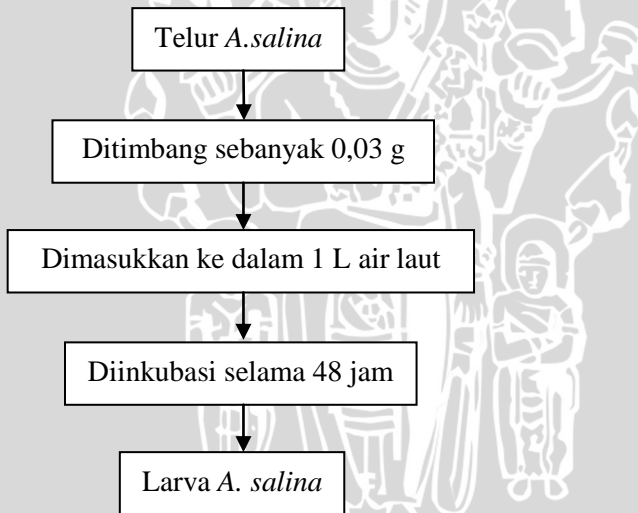 Telur A.salina
Ditimbang sebanyak 0,03 g
Dimasukkan ke dalam 1 L air laut
Diinkubasi selama 48 jam
Larva A. salina